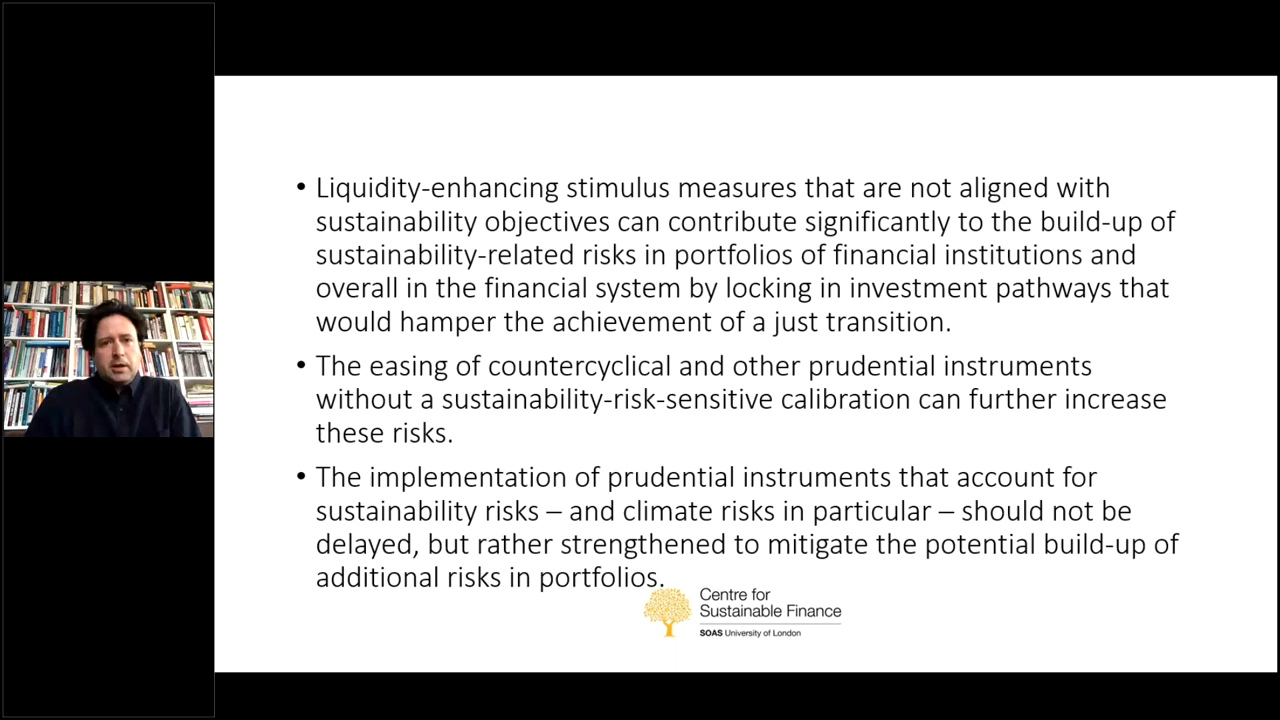 • Liquidity-enhancing stimulus measures that are not aligned with
sustainability objectives can contribute significantly to the build-up of
sustainability-related risks in portfolios of financial institutions and
overall in the financial system by locking in investment pathways that
would hamper the achievement of a just transition.
• The easing of countercyclical and other prudential instruments
without a sustainability-risk-sensitive calibration can further increase
these risks.
• The implementation of prudential instruments that account for
sustainability risks – and climate risks in particular – should not be
delayed, but rather strengthened to mitigate the potential build-up of
additional risks in portfolios.
Centre for
Sustainable Finance
SOAS University of London